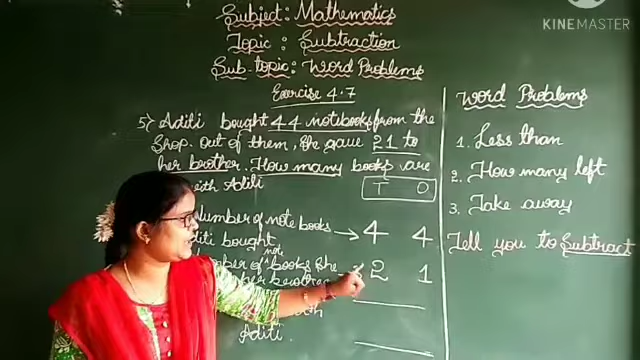 Subject: Mathematics
Topic: Subtraction
Sub-topic: Word Problems
Exercise 4.7
5) Aditi bought 44 notebooks from the
shop. Out of them, She gave 21 to
her brother. How many books are
with Aditi
T O
Number of note books
Aditi bought → 4 4
note
books She
her brother 2 1
Aditi.
Word Problems
1. Less than
2. How many left
3. Take away
Tell you to Subtract
KINEMASTER